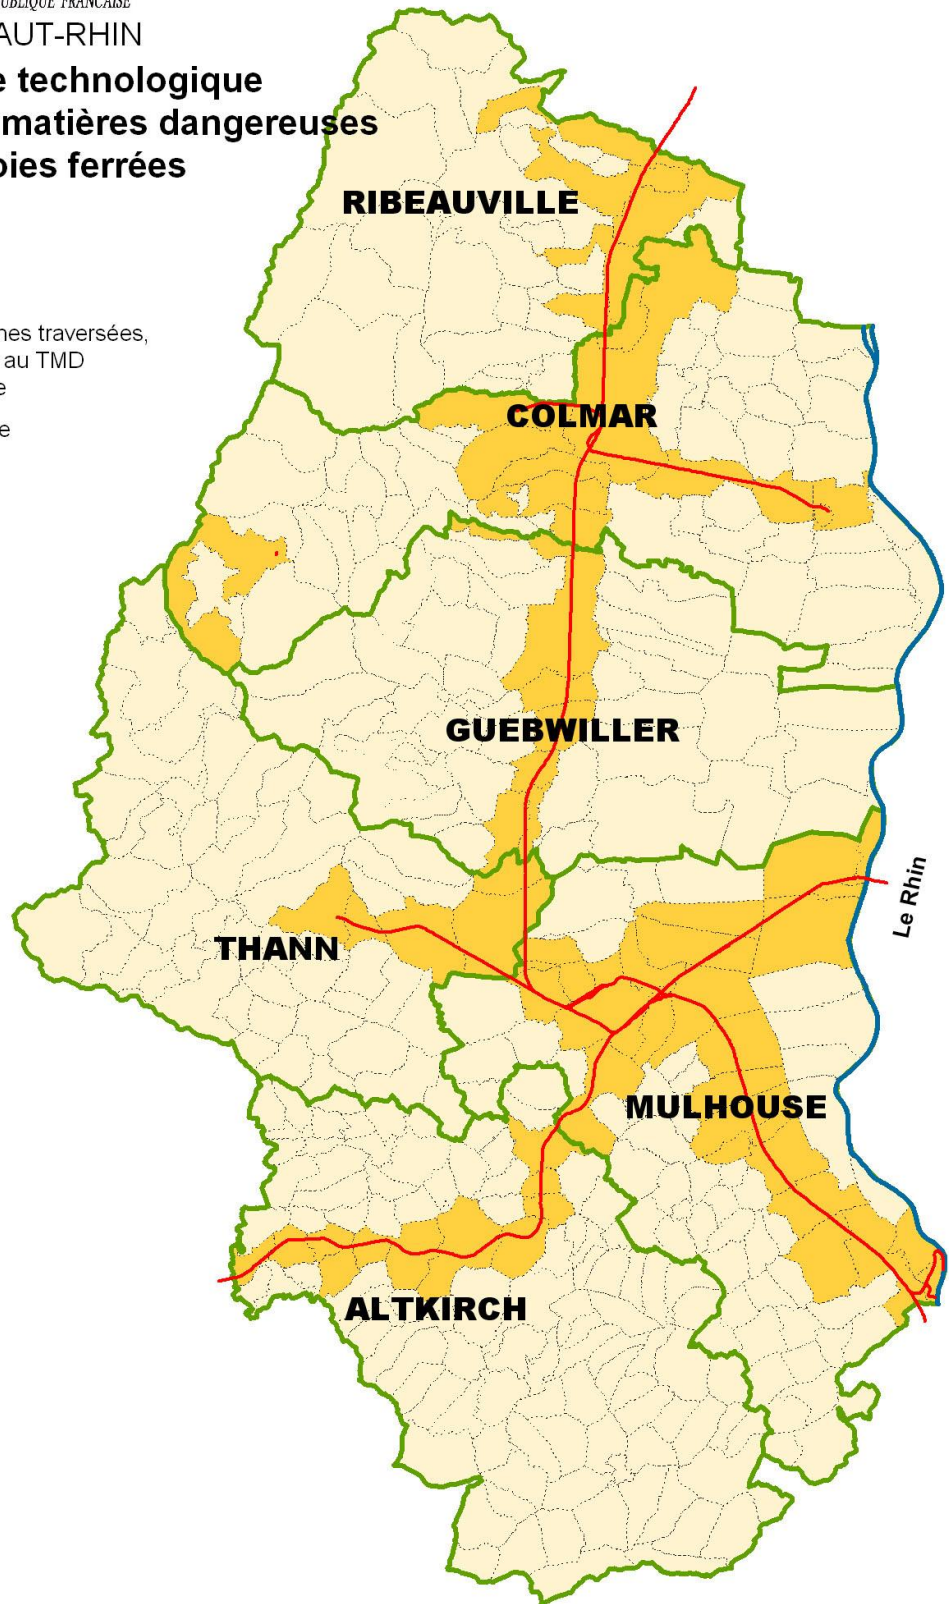 FRANÇAISE
AUT-RHIN
e technologique
matières dangereuses
oies ferrées
RIBEAUVILLE
nes traversées,
au TMD
e
e
COLMAR
GUEBWILLER
Le Rhin
THANN
MULHOUSE
ALTKIRCH